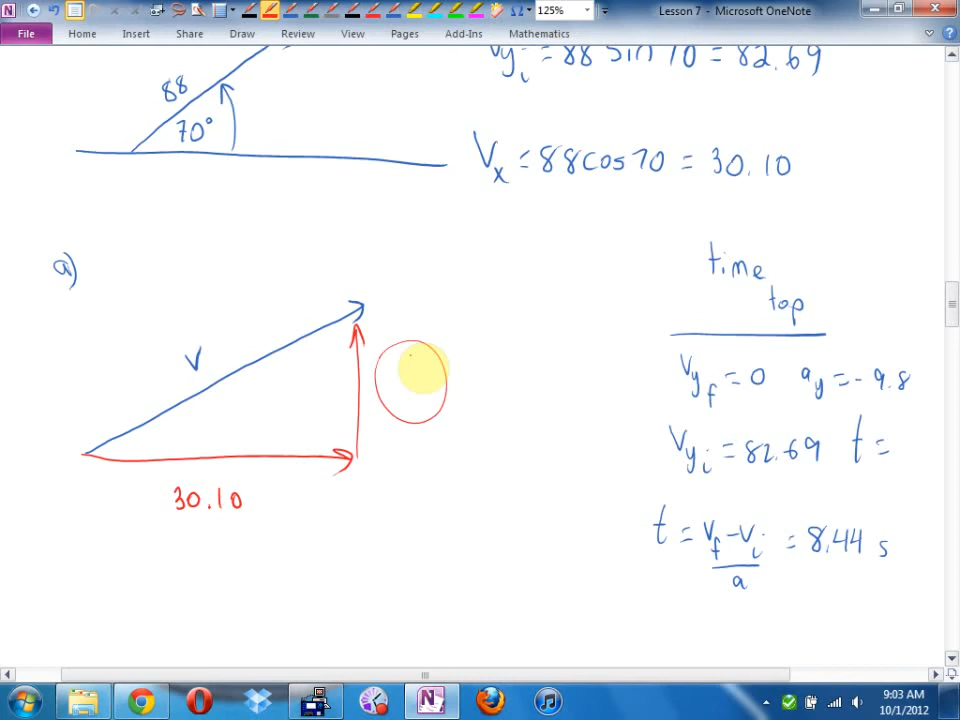 125%
Lesson 7 - Microsoft OneNote
File Home Insert Share Draw Review View Pages Add-Ins Mathematics
Vyi = 88 sin 70 = 82.69
88
70°
Vx = 88cos70 = 30.10
a)
time
top
V
Vyf = 0 ay = -9.8
Vyi = 82.69 t =
30.10
t = Vf - Vi / a = 8.44 s
9:03 AM
10/1/2012